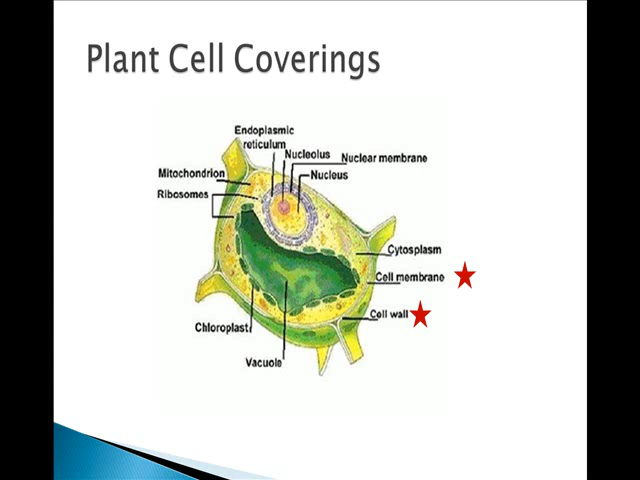 Plant Cell Coverings
Endoplasmic
reticulum
Nucleolus
Nuclear membrane
Mitochondrion
Nucleus
Ribosomes
Cytosplasm
Cell membrane
Cell wall
Chloroplast
Vacuole